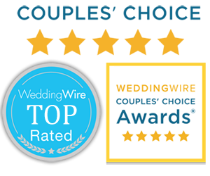 COUPLES' CHOICE
WeddingWire
TOP
Rated
WEDDINGWIRE
COUPLES' CHOICE
Awards®